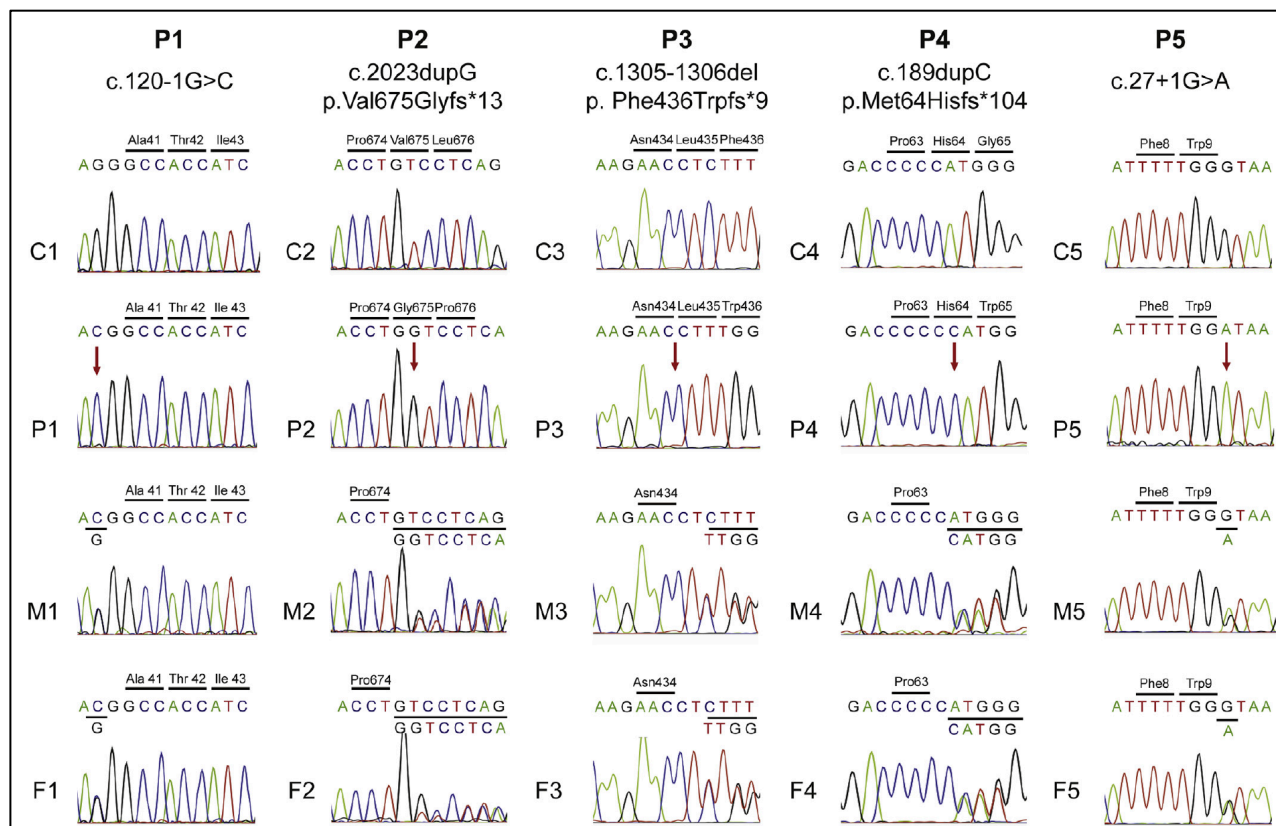 P1 P2 P3 P4 P5
c.120-1G>C c.2023dupG c.1305-1306del c.189dupC c.27+1G>A
p.Val675Glyfs*13 p. Phe436Trpfs*9 p.Met64Hisfs*104
Ala41 Thr42 Ile43 Pro674 Val675 Leu676 Asn434 Leu435 Phe436 Pro63 His64 Gly65 Phe8 Trp9
AGGGCCACCATC ACCTGTCCTCAG AAGAACCTCTTT GACCCCCATGGG ATTTTTGGGTAA
C1 C2 C3 C4 C5
Ala 41 Thr 42 Ile 43 Pro674 Gly675 Pro676 Asn434 Leu435 Trp436 Pro63 His64 Trp65 Phe8 Trp9
ACGGCCACCATC ACCTGGTCCTCA AAGAACCTTTGG GACCCCCCATGG ATTTTTGGATAA
P1 P2 P3 P4 P5
Ala 41 Thr 42 Ile 43 Pro674 Asn434 Pro63 Phe8 Trp9
ACGGCCACCATC ACCTGTCCTCAG AAGAACCTCTTT GACCCCCATGGG ATTTTTGGGTAA
G GGTCCTCA TTGG CATGG A
M1 M2 M3 M4 M5
Ala 41 Thr 42 Ile 43 Pro674 Asn434 Pro63 Phe8 Trp9
ACGGCCACCATC ACCTGTCCTCAG AAGAACCTCTTT GACCCCCATGGG ATTTTTGGGTAA
G GGTCCTCA TTGG CATGG A
F1 F2 F3 F4 F5